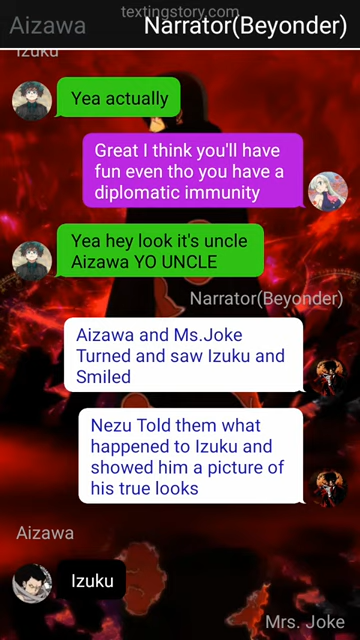 textingstory.com
Aizawa Narrator(Beyonder)
Izuku
Yea actually
Great I think you'll have
fun even tho you have a
diplomatic immunity
Yea hey look it's uncle
Aizawa YO UNCLE
Narrator(Beyonder)
Aizawa and Ms.Joke
Turned and saw Izuku and
Smiled
Nezu Told them what
happened to Izuku and
showed him a picture of
his true looks
Aizawa
Izuku
Mrs. Joke